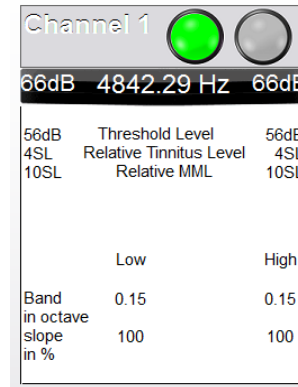 Channel 1
66dB 4842.29 Hz 66dB
56dB Threshold Level 56dB
4SL Relative Tinnitus Level 4SL
10SL Relative MML 10SL
Low High
Band 0.15 0.15
in octave
slope 100 100
in %